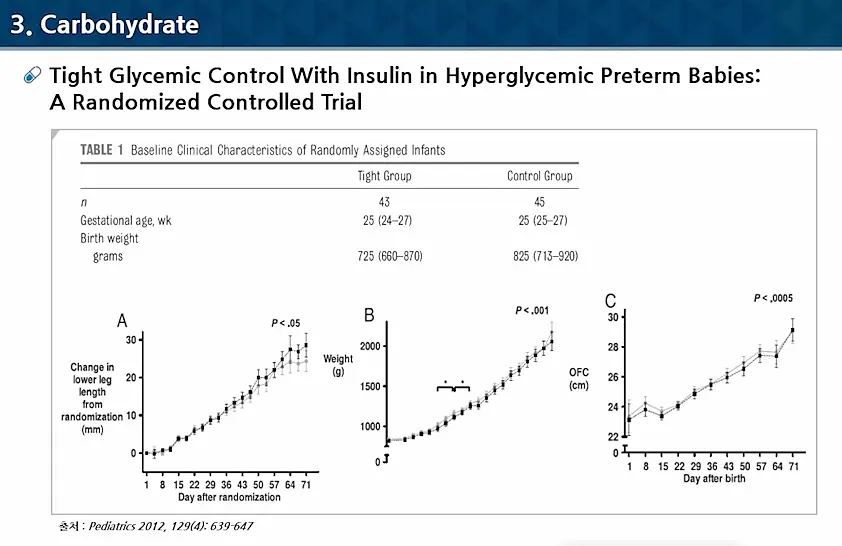 3. Carbohydrate
Tight Glycemic Control With Insulin in Hyperglycemic Preterm Babies:
A Randomized Controlled Trial
TABLE 1 Baseline Clinical Characteristics of Randomly Assigned Infants
Tight Group Control Group
n 43 45
Gestational age, wk 25 (24–27) 25 (25–27)
Birth weight
grams 725 (660–870) 825 (713–920)
A
P < .05
30
20
10
0
Change in
lower leg
length
from
randomization
(mm)
1 8 15 22 29 36 43 50 57 64 71
Day after randomization
B
P < .001
Weight
(g)
2000
1500
1000
0
* *
C
P < .0005
OFC
(cm)
30
28
26
24
22
0
1 8 15 22 29 36 43 50 57 64 71
Day after birth
출처 : Pediatrics 2012, 129(4): 639-647